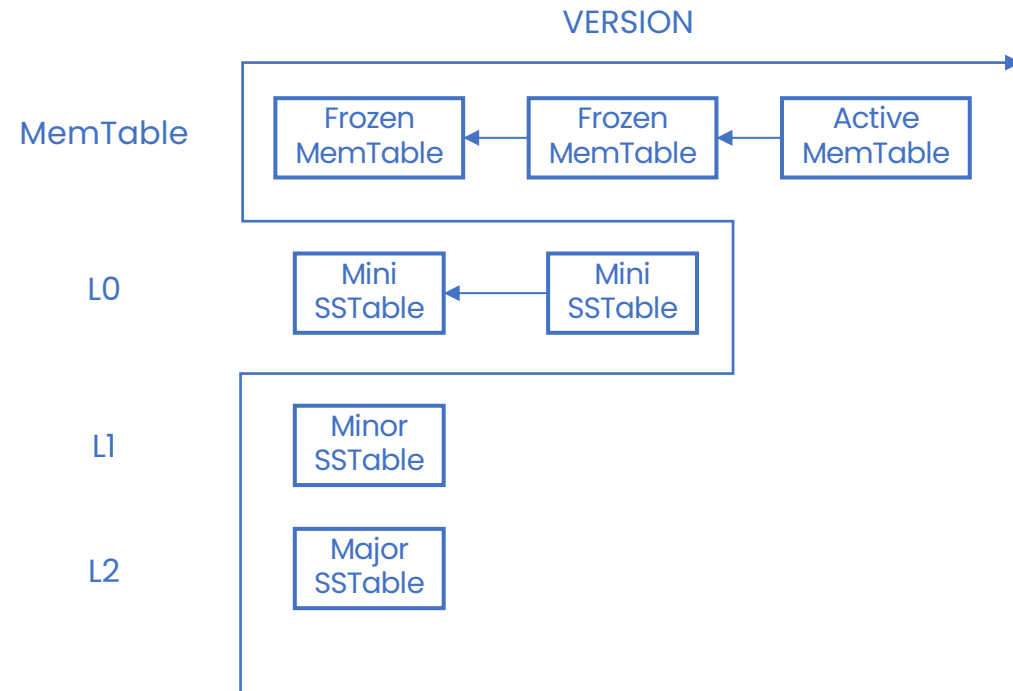 VERSION
MemTable
Frozen
MemTable
Frozen
MemTable
Active
MemTable
L0
Mini
SSTable
Mini
SSTable
L1
Minor
SSTable
L2
Major
SSTable